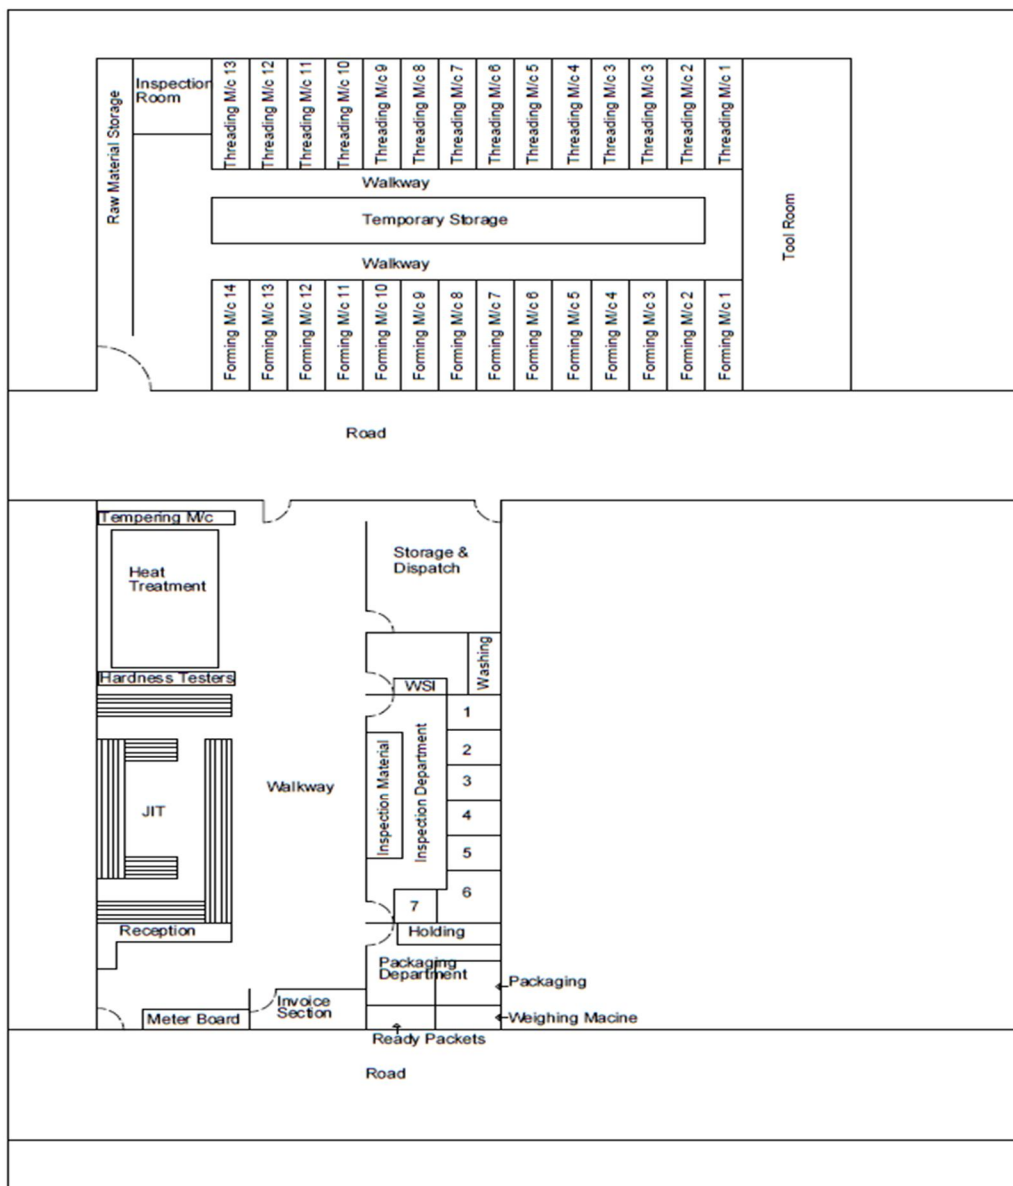 Raw Material Storage
Inspection
Room
Threading M/c 13
Threading M/c 12
Threading M/c 11
Threading M/c 10
Threading M/c 9
Threading M/c 8
Threading M/c 7
Threading M/c 6
Threading M/c 5
Threading M/c 4
Threading M/c 3
Threading M/c 3
Threading M/c 2
Threading M/c 1
Tool Room
Walkway
Temporary Storage
Walkway
Forming M/c 14
Forming M/c 13
Forming M/c 12
Forming M/c 11
Forming M/c 10
Forming M/c 9
Forming M/c 8
Forming M/c 7
Forming M/c 6
Forming M/c 5
Forming M/c 4
Forming M/c 3
Forming M/c 2
Forming M/c 1
Road
Tempering M/c
Heat
Treatment
Hardness Testers
JIT
Reception
Meter Board
Walkway
Invoice
Section
Storage &
Dispatch
Washing
WSI
Inspection Material
Inspection Department
1
2
3
4
5
6
7
Holding
Packaging
Department
Packaging
Weighing Macine
Ready Packets
Road